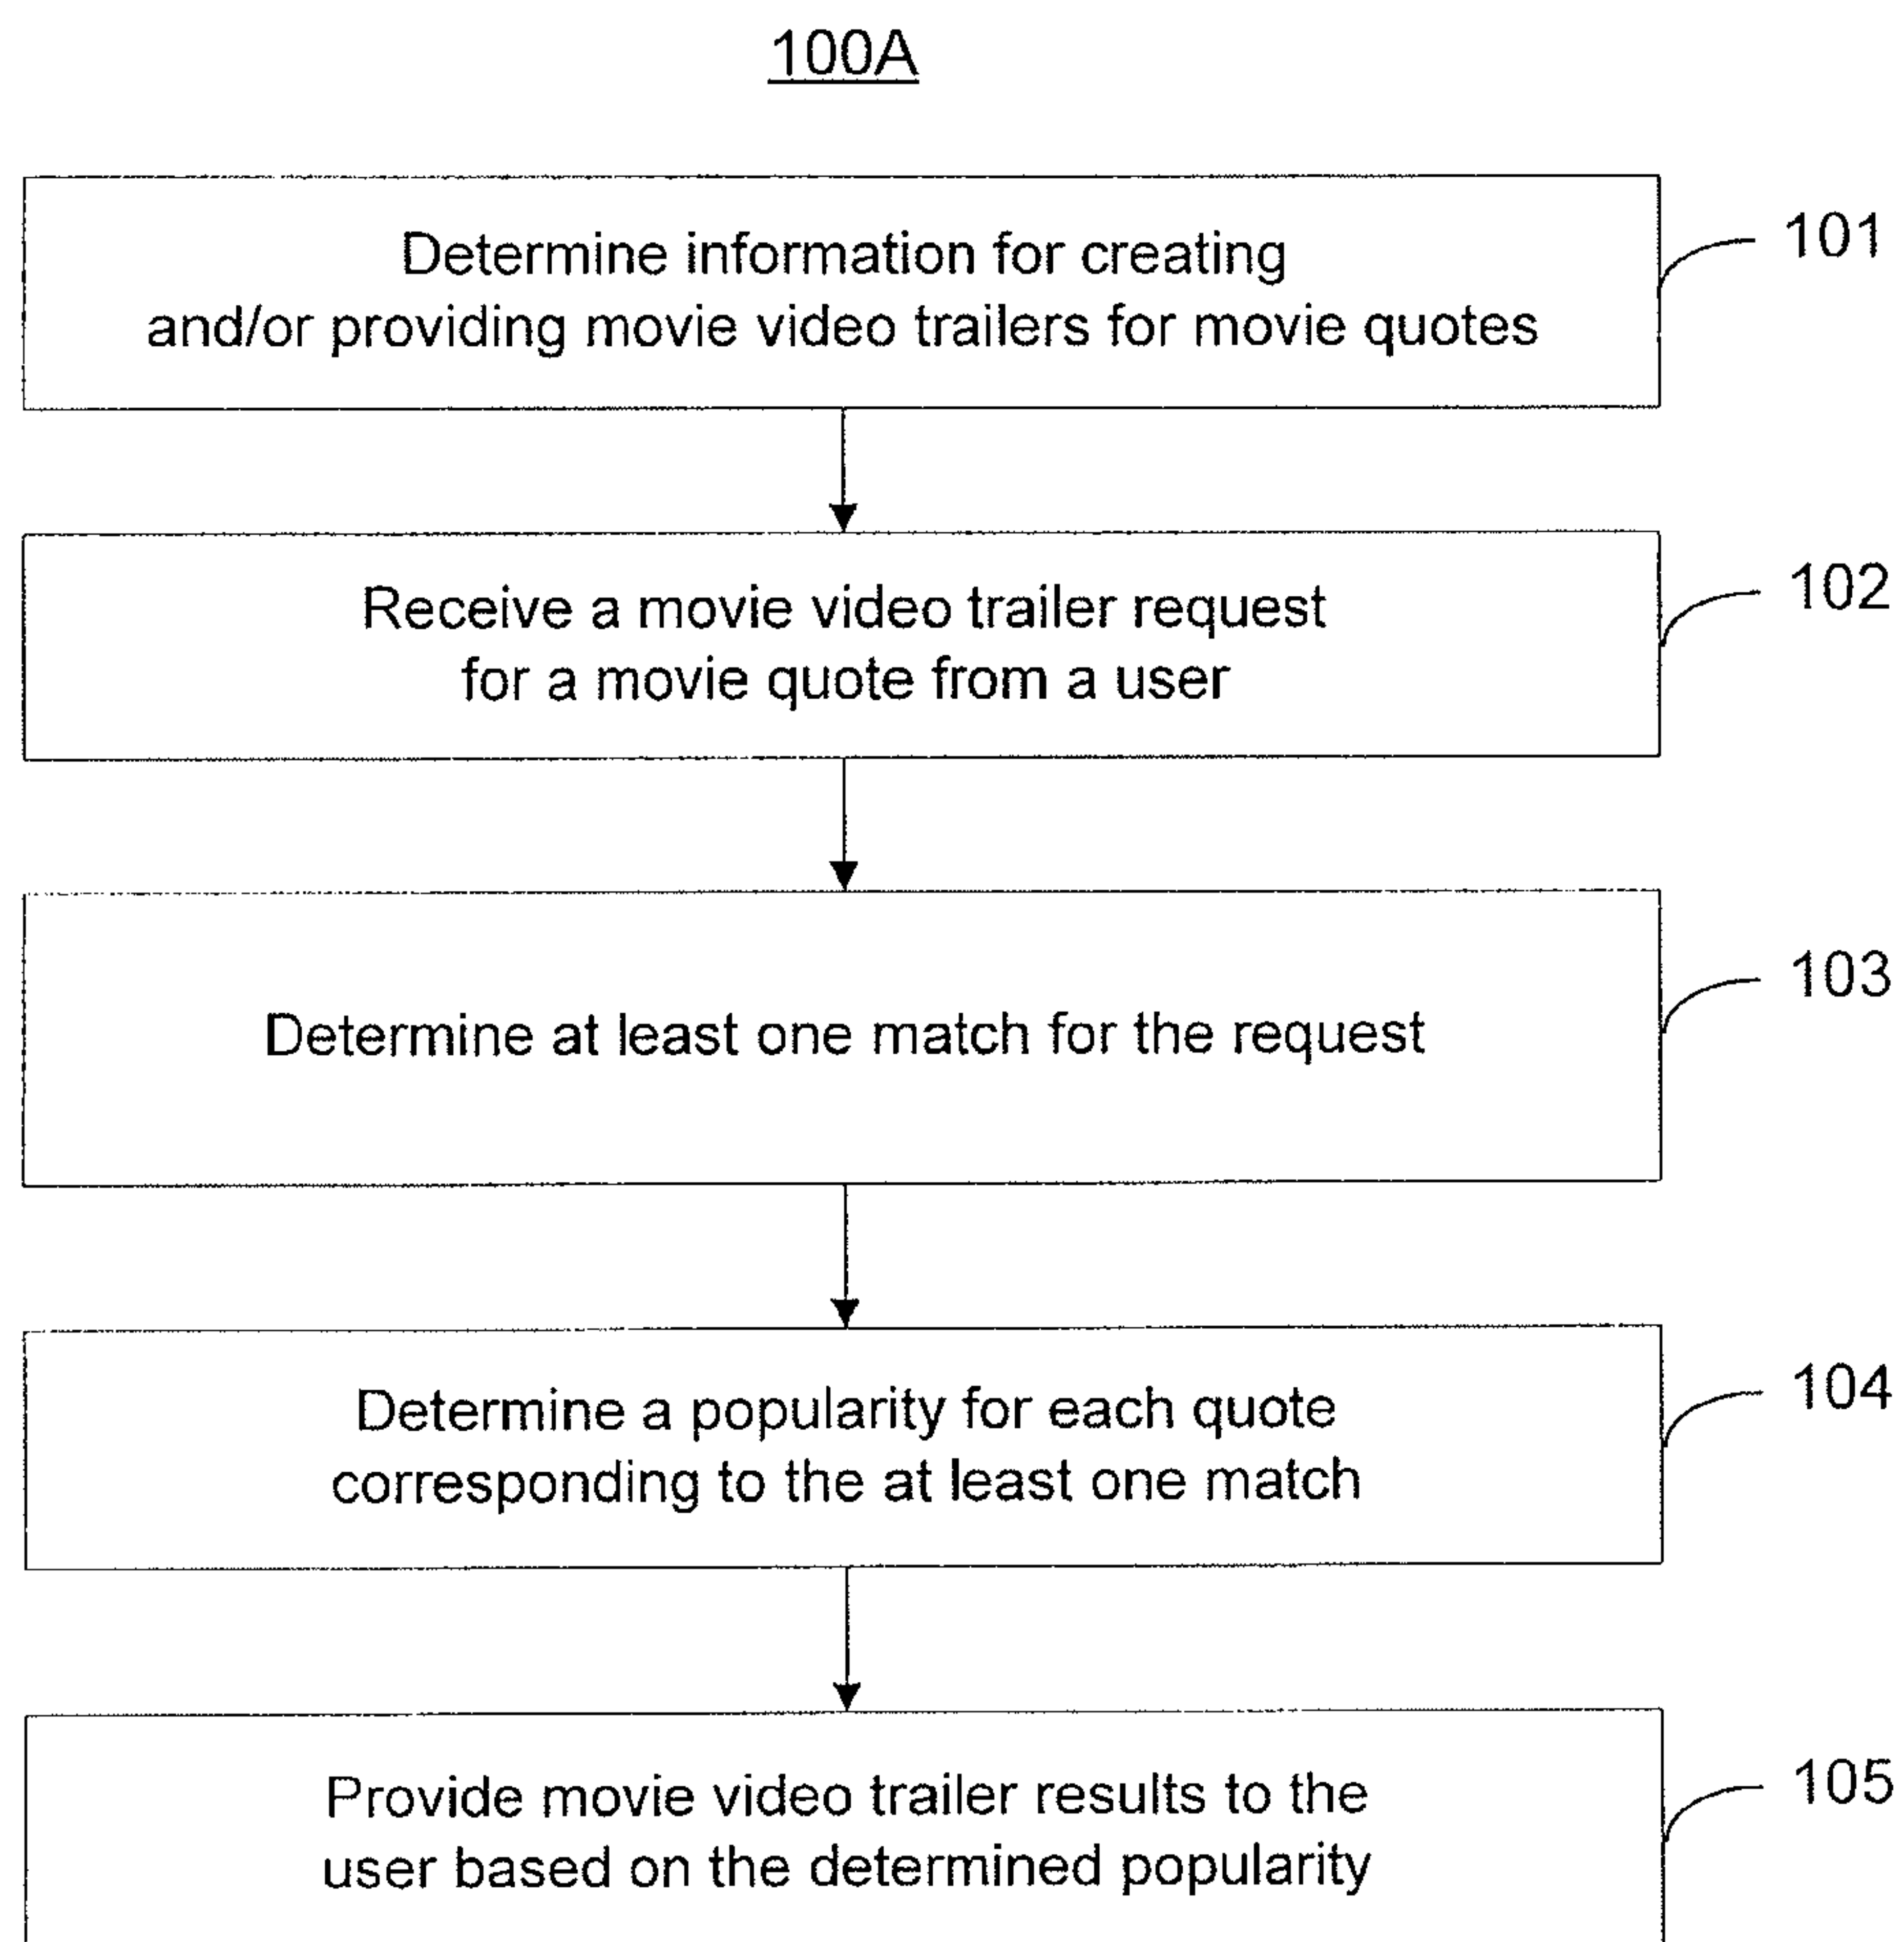 100A
Determine information for creating
and/or providing movie video trailers for movie quotes
101
Receive a movie video trailer request
for a movie quote from a user
102
Determine at least one match for the request
103
Determine a popularity for each quote
corresponding to the at least one match
104
Provide movie video trailer results to the
user based on the determined popularity
105